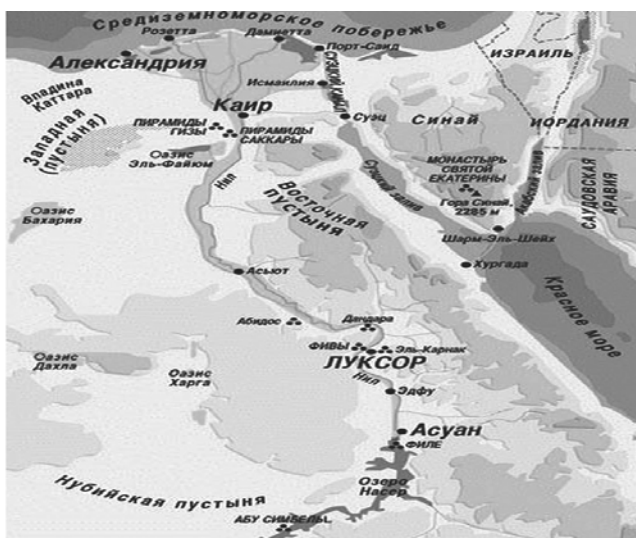 Средиземноморское побережье
Розетта
Дамиетта
Порт-Саид
Александрия
ИЗРАИЛЬ
Исмаилия
Суэцкий канал
Впадина
Каттара
Каир
Суэц
СИНАЙ
ИОРДАНИЯ
Западная
(пустыня)
ПИРАМИДЫ
ГИЗЫ
ПИРАМИДЫ
САККАРЫ
Оазис
Эль-Файюм
Нил
Суэцкий залив
МОНАСТЫРЬ
СВЯТОЙ
ЕКАТЕРИНЫ
Гора Синай,
2285 м
Акабский залив
САУДОВСКАЯ
АРАВИЯ
Восточная
пустыня
Оазис
Бахария
Шарм-Эль-Шейх
Хургада
Красное море
Асьют
Абидос
Дандара
ФИВЫ
Эль-Карнак
ЛУКСОР
Оазис
Дахла
Оазис
Харга
Нил
Эдфу
Асуан
ФИЛЕ
Озеро
Насер
Нубийская пустыня
АБУ СИМБЕЛЬ